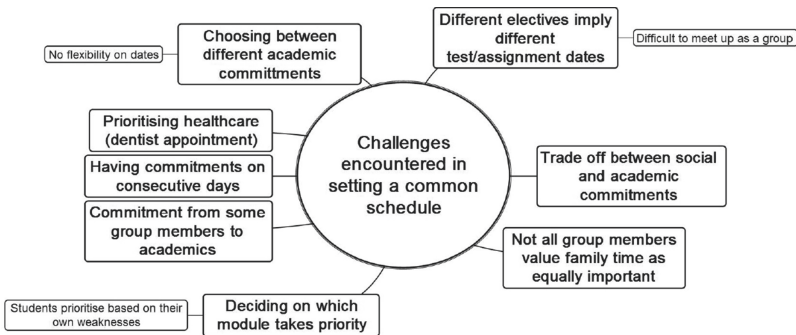 No flexibility on dates
Choosing between
different academic
committments
Different electives imply
different
test/assignment dates
Difficult to meet up as a group
Prioritising healthcare
(dentist appointment)
Having commitments on
consecutive days
Commitment from some
group members to
academics
Challenges
encountered in
setting a common
schedule
Trade off between social
and academic
commitments
Not all group members
value family time as
equally important
Students prioritise based on their
own weaknesses
Deciding on which
module takes priority